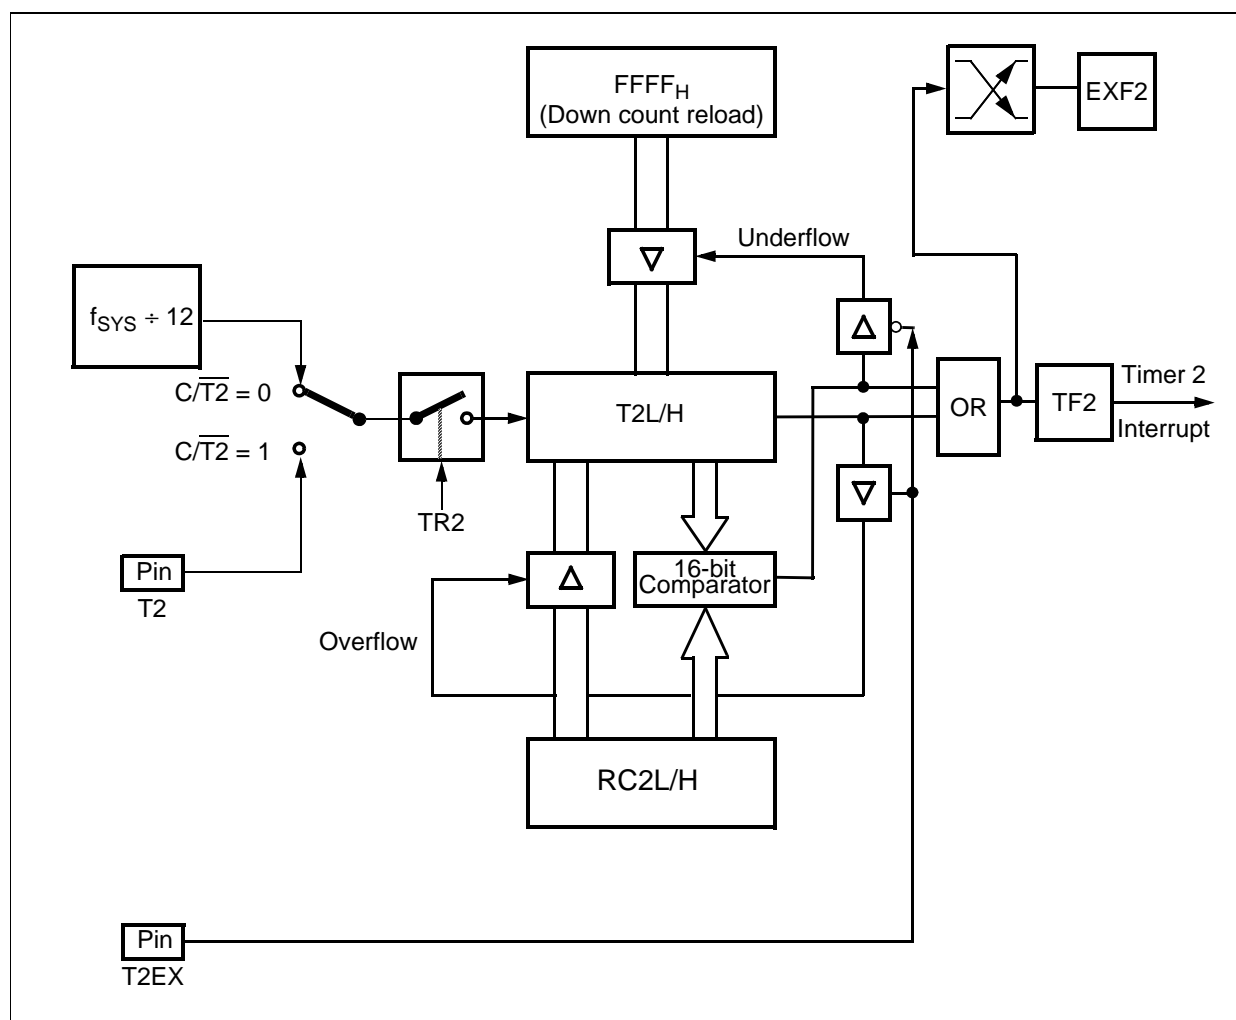 FFFFH
(Down count reload)
EXF2
Underflow
fSYS ÷ 12
C/T2 = 0
T2L/H
OR
TF2
Timer 2
Interrupt
C/T2 = 1
TR2
Pin
T2
16-bit
Comparator
Overflow
RC2L/H
Pin
T2EX